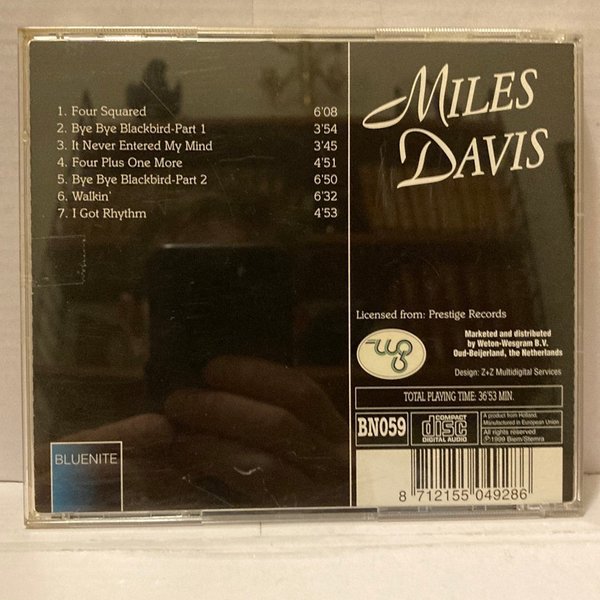 1. Four Squared 6'08
2. Bye Bye Blackbird-Part 1 3'54
3. It Never Entered My Mind 3'45
4. Four Plus One More 4'51
5. Bye Bye Blackbird-Part 2 6'50
6. Walkin' 6'32
7. I Got Rhythm 4'53
MILES
DAVIS
Licensed from: Prestige Records
Marketed and distributed
by Weton-Wesgram B.V.
Oud-Beijerland, the Netherlands
Design: Z+Z Multidigital Services
TOTAL PLAYING TIME: 36'53 MIN.
BN059
COMPACT
disc
DIGITAL AUDIO
A product from Holland.
Manufactured in European Union
All rights reserved
℗1999 Biem/Stemra
8 712155 049286
BLUENITE